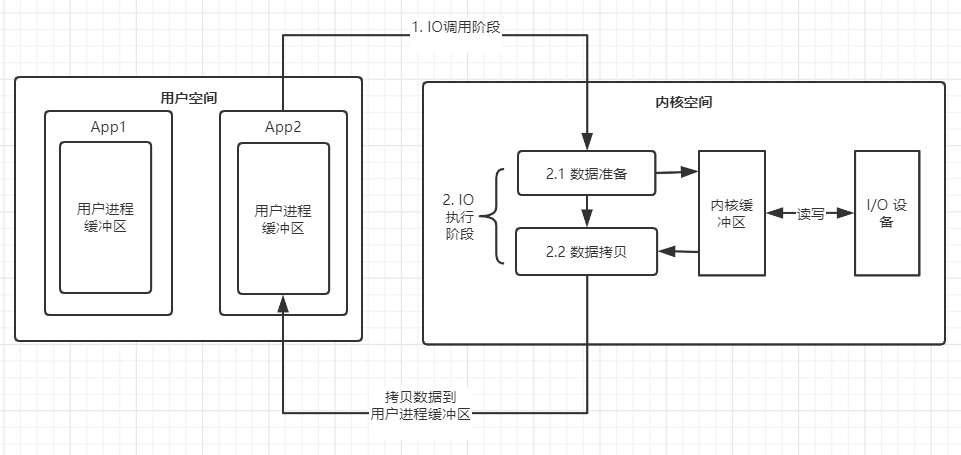 1. IO调用阶段
用户空间
App1
用户进程
缓冲区
App2
用户进程
缓冲区
内核空间
2. IO
执行
阶段
2.1 数据准备
2.2 数据拷贝
内核缓
冲区
读写
I/O 设
备
拷贝数据到
用户进程缓冲区